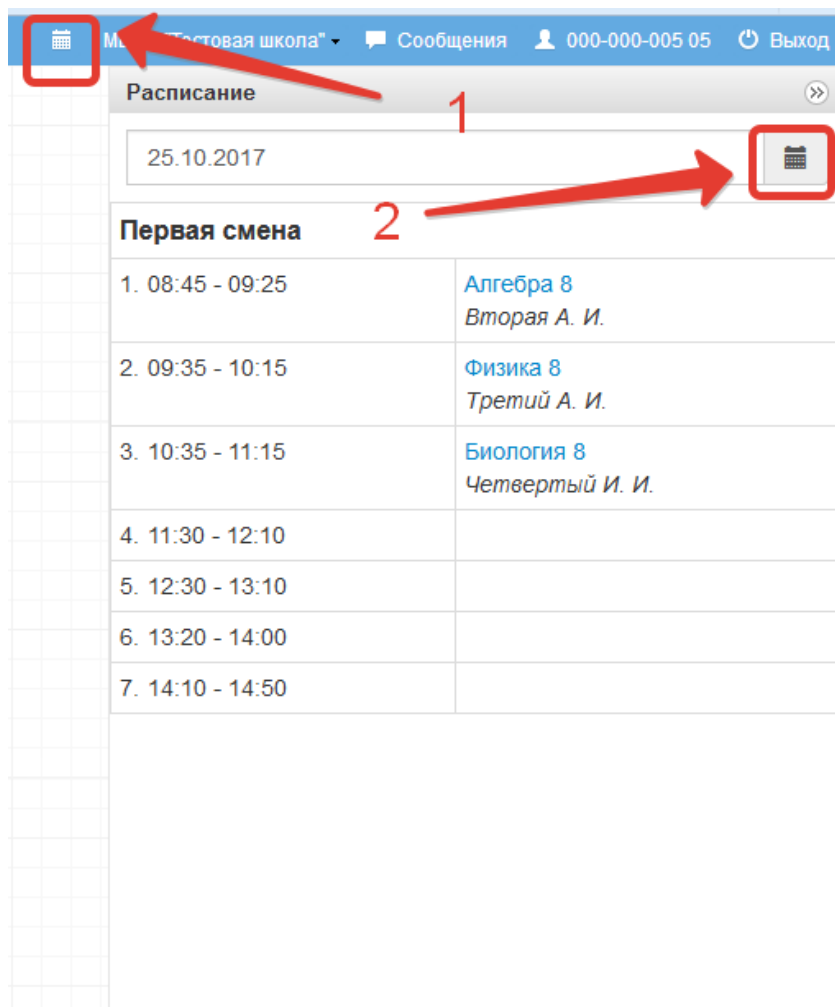 "Тестовая школа" Сообщения 000-000-005 05 Выход
Расписание
1
25.10.2017
2
Первая смена
1. 08:45 - 09:25 Алгебра 8
Вторая А. И.
2. 09:35 - 10:15 Физика 8
Третий А. И.
3. 10:35 - 11:15 Биология 8
Четвертый И. И.
4. 11:30 - 12:10
5. 12:30 - 13:10
6. 13:20 - 14:00
7. 14:10 - 14:50